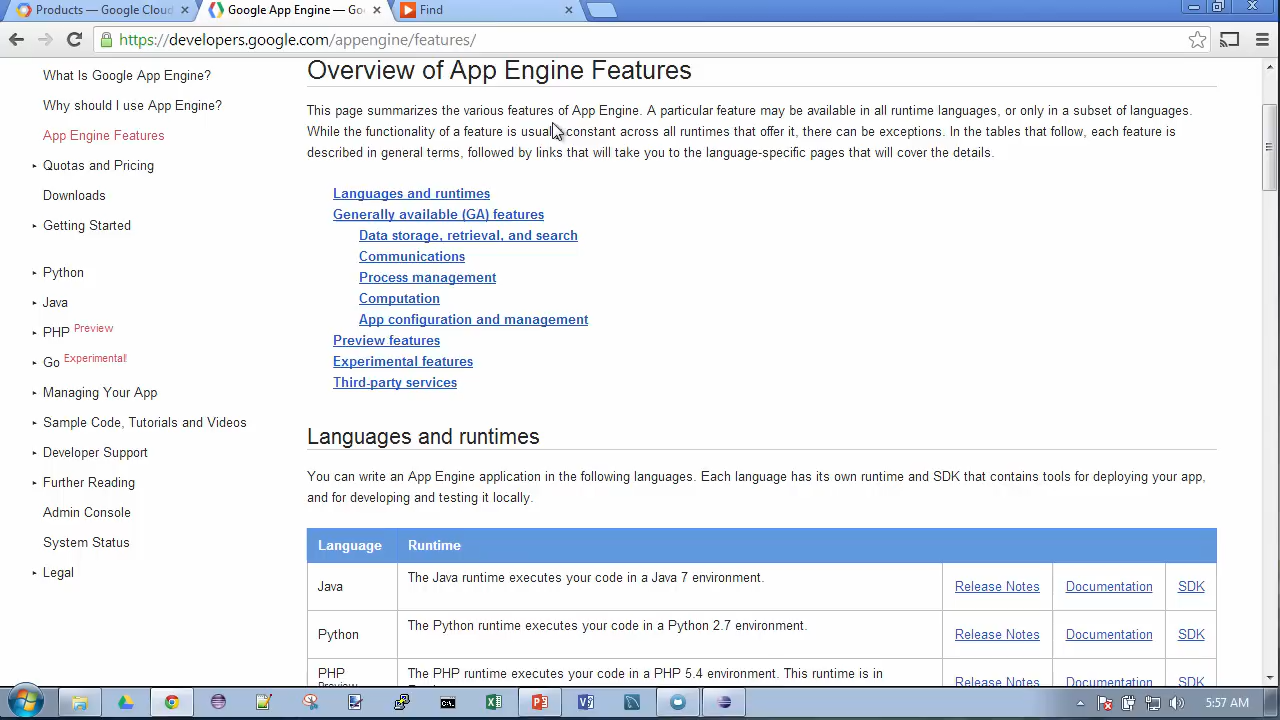 Products — Google Cloud
Google App Engine — Go
Find
https://developers.google.com/appengine/features/
What Is Google App Engine?
Why should I use App Engine?
App Engine Features
Quotas and Pricing
Downloads
Getting Started
Python
Java
PHP Preview
Go Experimental!
Managing Your App
Sample Code, Tutorials and Videos
Developer Support
Further Reading
Admin Console
System Status
Legal
Overview of App Engine Features
This page summarizes the various features of App Engine. A particular feature may be available in all runtime languages, or only in a subset of languages.
While the functionality of a feature is usually constant across all runtimes that offer it, there can be exceptions. In the tables that follow, each feature is
described in general terms, followed by links that will take you to the language-specific pages that will cover the details.
Languages and runtimes
Generally available (GA) features
Data storage, retrieval, and search
Communications
Process management
Computation
App configuration and management
Preview features
Experimental features
Third-party services
Languages and runtimes
You can write an App Engine application in the following languages. Each language has its own runtime and SDK that contains tools for deploying your app,
and for developing and testing it locally.
Language Runtime
Java The Java runtime executes your code in a Java 7 environment. Release Notes Documentation SDK
Python The Python runtime executes your code in a Python 2.7 environment. Release Notes Documentation SDK
PHP The PHP runtime executes your code in a PHP 5.4 environment. This runtime is in Release Notes Documentation SDK
5:57 AM